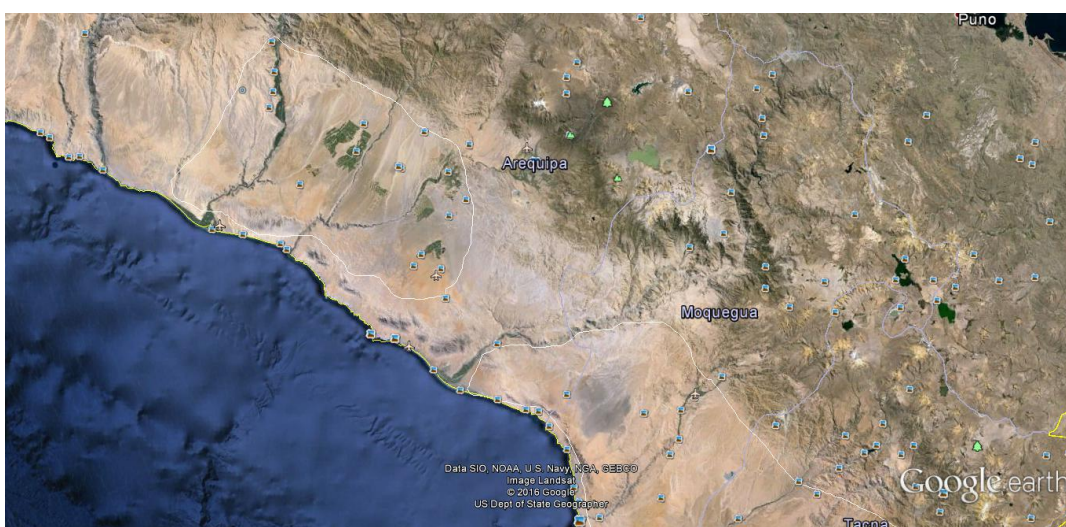 Puno
Arequipa
Moquegua
Data SIO, NOAA, U.S. Navy, NGA, GEBCO
Image Landsat
© 2016 Google
US Dept of State Geographer
Google earth
Tacna